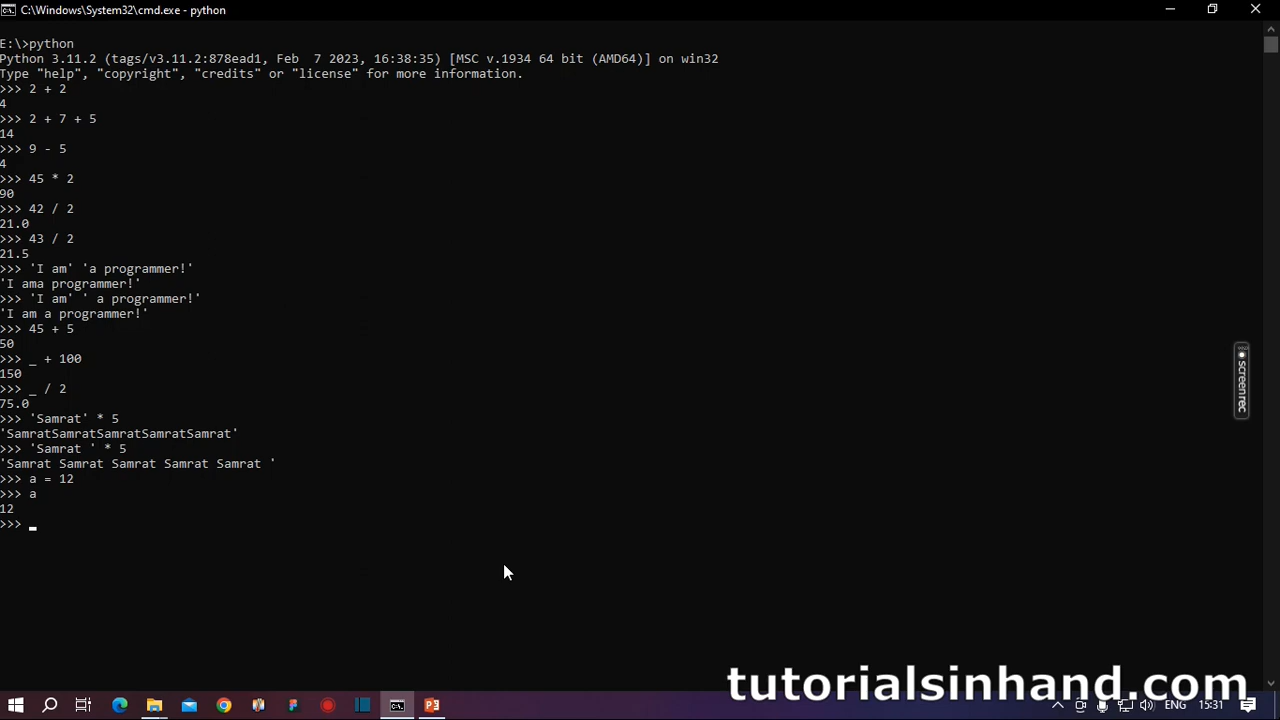 C:\Windows\System32\cmd.exe - python
E:\>python
Python 3.11.2 (tags/v3.11.2:878ead1, Feb  7 2023, 16:38:35) [MSC v.1934 64 bit (AMD64)] on win32
Type "help", "copyright", "credits" or "license" for more information.
>>> 2 + 2
4
>>> 2 + 7 + 5
14
>>> 9 - 5
4
>>> 45 * 2
90
>>> 42 / 2
21.0
>>> 43 / 2
21.5
>>> 'I am' 'a programmer!'
'I ama programmer!'
>>> 'I am' ' a programmer!'
'I am a programmer!'
>>> 45 + 5
50
>>> _ + 100
150
>>> _ / 2
75.0
>>> 'Samrat' * 5
'SamratSamratSamratSamratSamrat'
>>> 'Samrat ' * 5
'Samrat Samrat Samrat Samrat Samrat '
>>> a = 12
>>> a
12
>>> _
screenrec
tutorialsinhand.com
ENG
15:31